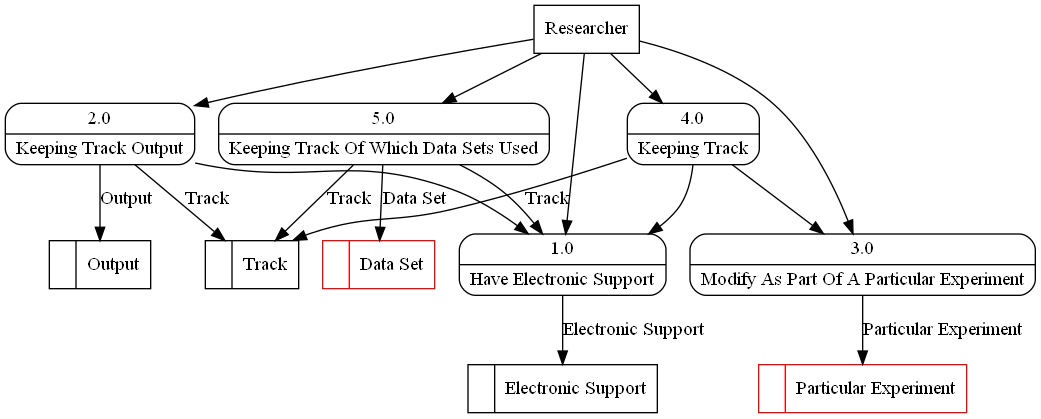 Researcher
2.0
Keeping Track Output
5.0
Keeping Track Of Which Data Sets Used
4.0
Keeping Track
Output
Track
Track
Data Set
Track
Output
Track
Data Set
1.0
Have Electronic Support
3.0
Modify As Part Of A Particular Experiment
Electronic Support
Particular Experiment
Electronic Support
Particular Experiment